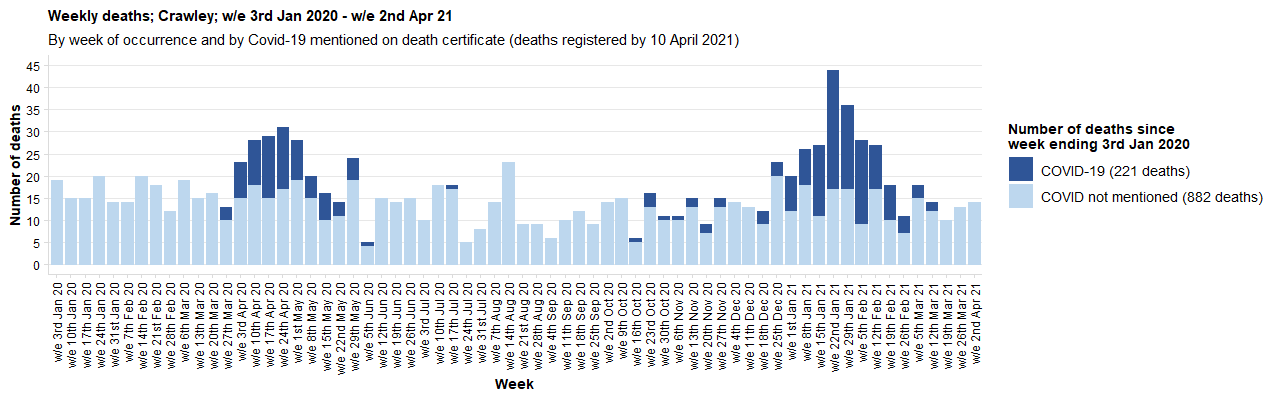 Weekly deaths; Crawley; w/e 3rd Jan 2020 - w/e 2nd Apr 21
By week of occurrence and by Covid-19 mentioned on death certificate (deaths registered by 10 April 2021)
Number of deaths
45
40
35
30
25
20
15
10
5
0
w/e 3rd Jan 20
w/e 10th Jan 20
w/e 17th Jan 20
w/e 24th Jan 20
w/e 31st Jan 20
w/e 7th Feb 20
w/e 14th Feb 20
w/e 21st Feb 20
w/e 28th Feb 20
w/e 6th Mar 20
w/e 13th Mar 20
w/e 20th Mar 20
w/e 27th Mar 20
w/e 3rd Apr 20
w/e 10th Apr 20
w/e 17th Apr 20
w/e 24th Apr 20
w/e 1st May 20
w/e 8th May 20
w/e 15th May 20
w/e 22nd May 20
w/e 29th May 20
w/e 5th Jun 20
w/e 12th Jun 20
w/e 19th Jun 20
w/e 26th Jun 20
w/e 3rd Jul 20
w/e 10th Jul 20
w/e 17th Jul 20
w/e 24th Jul 20
w/e 31st Jul 20
w/e 7th Aug 20
w/e 14th Aug 20
w/e 21st Aug 20
w/e 28th Aug 20
w/e 4th Sep 20
w/e 11th Sep 20
w/e 18th Sep 20
w/e 25th Sep 20
w/e 2nd Oct 20
w/e 9th Oct 20
w/e 16th Oct 20
w/e 23rd Oct 20
w/e 30th Oct 20
w/e 6th Nov 20
w/e 13th Nov 20
w/e 20th Nov 20
w/e 27th Nov 20
w/e 4th Dec 20
w/e 11th Dec 20
w/e 18th Dec 20
w/e 25th Dec 20
w/e 1st Jan 21
w/e 8th Jan 21
w/e 15th Jan 21
w/e 22nd Jan 21
w/e 29th Jan 21
w/e 5th Feb 21
w/e 12th Feb 21
w/e 19th Feb 21
w/e 26th Feb 21
w/e 5th Mar 21
w/e 12th Mar 21
w/e 19th Mar 21
w/e 26th Mar 21
w/e 2nd Apr 21
Week
Number of deaths since
week ending 3rd Jan 2020
COVID-19 (221 deaths)
COVID not mentioned (882 deaths)